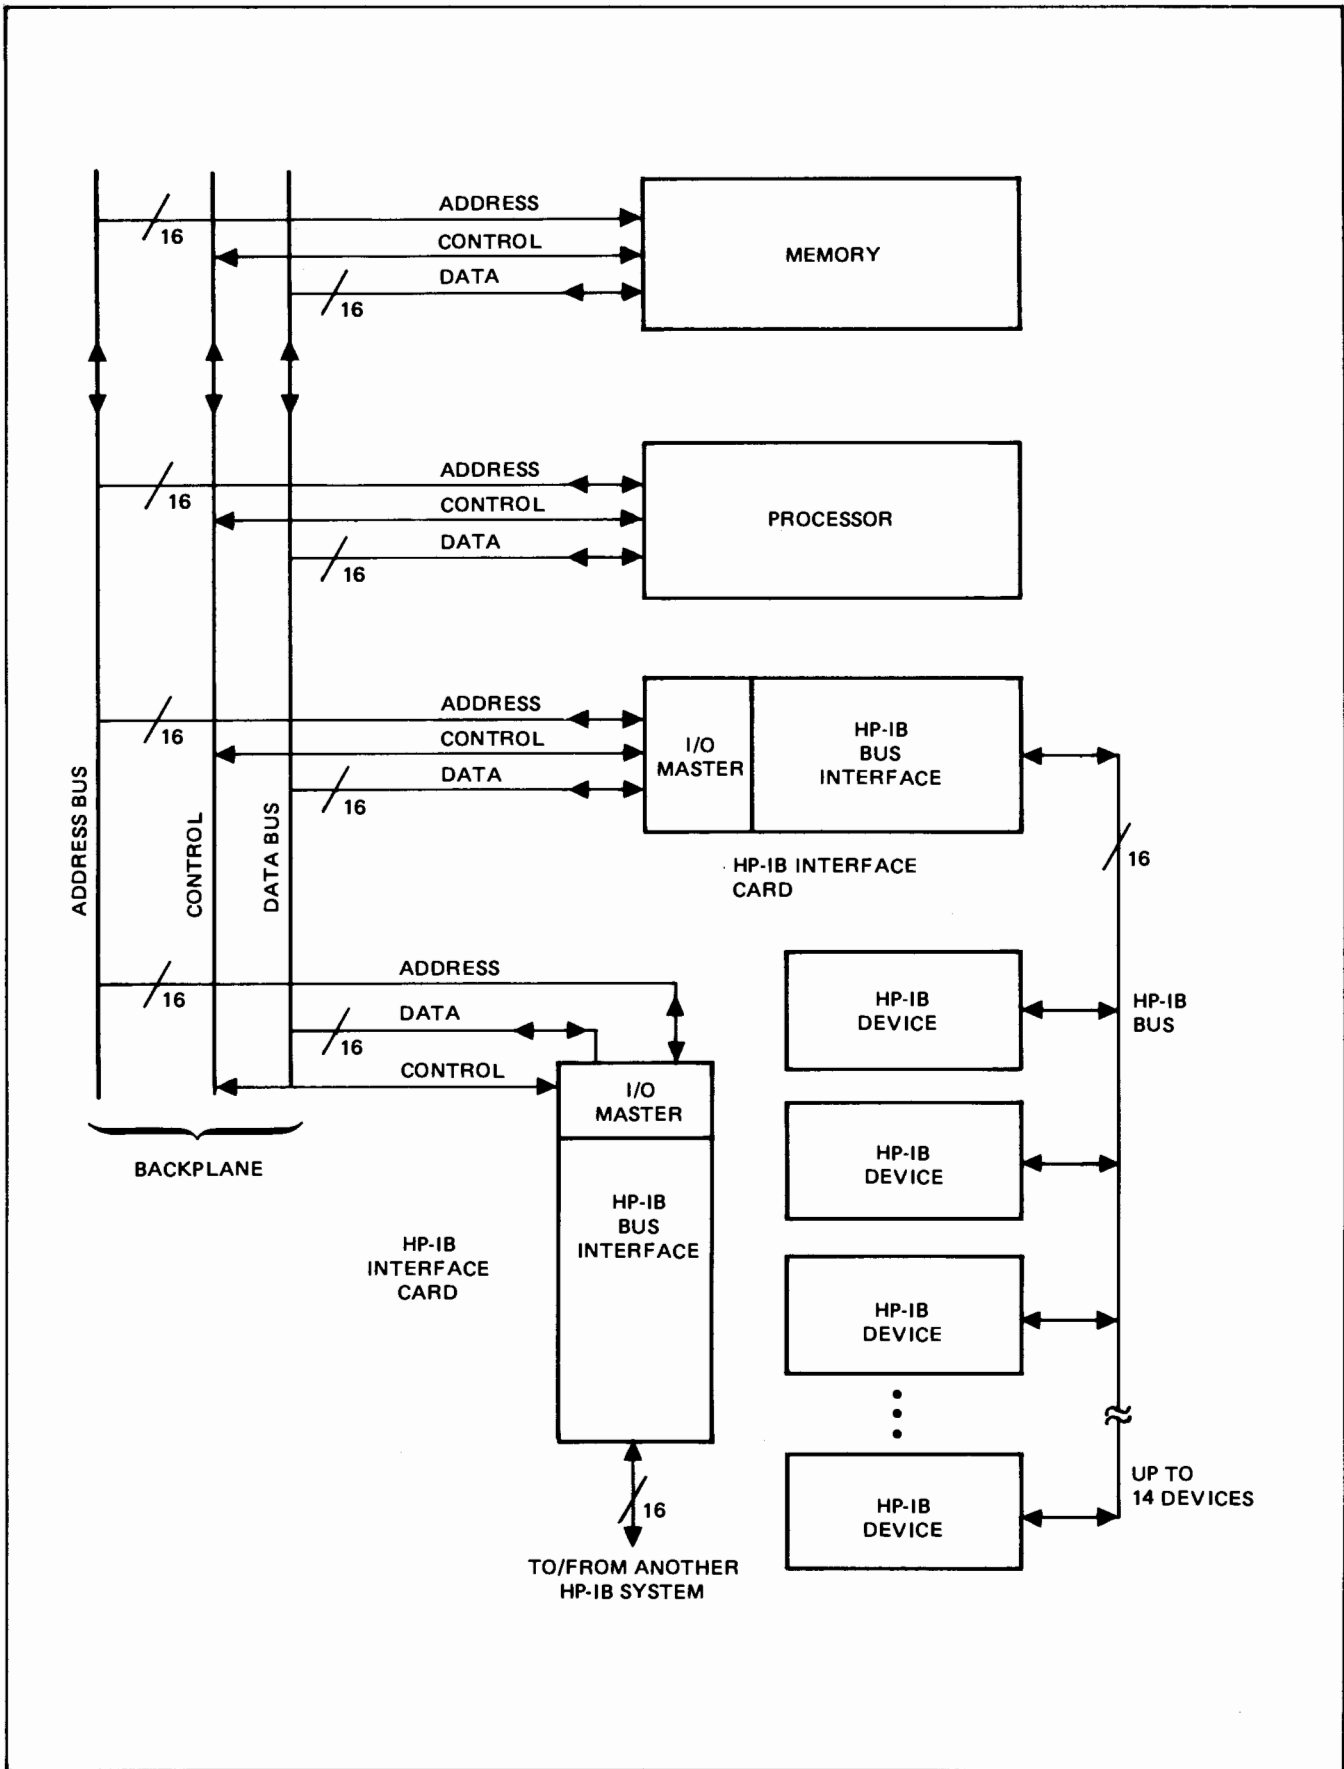 ADDRESS
16
CONTROL
DATA
16
MEMORY
ADDRESS
16
CONTROL
DATA
16
PROCESSOR
ADDRESS
16
CONTROL
DATA
16
I/O
MASTER
HP-IB
BUS
INTERFACE
HP-IB INTERFACE
CARD
16
ADDRESS BUS
CONTROL
DATA BUS
ADDRESS
16
DATA
16
CONTROL
BACKPLANE
I/O
MASTER
HP-IB
BUS
INTERFACE
HP-IB
INTERFACE
CARD
16
TO/FROM ANOTHER
HP-IB SYSTEM
HP-IB
DEVICE
HP-IB
BUS
HP-IB
DEVICE
HP-IB
DEVICE
HP-IB
DEVICE
UP TO
14 DEVICES